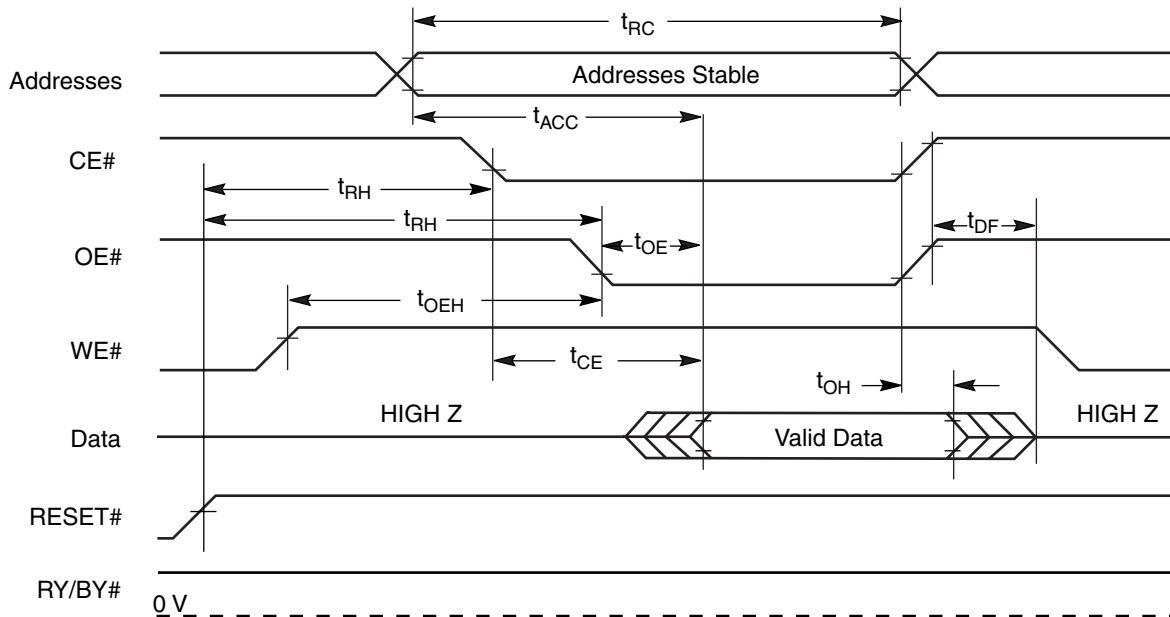 tRC
Addresses
Addresses Stable
tACC
CE#
tRH
tRH
OE#
tOE
tDF
tOEH
WE#
tCE
tOH
HIGH Z
HIGH Z
Data
Valid Data
RESET#
RY/BY#
0 V